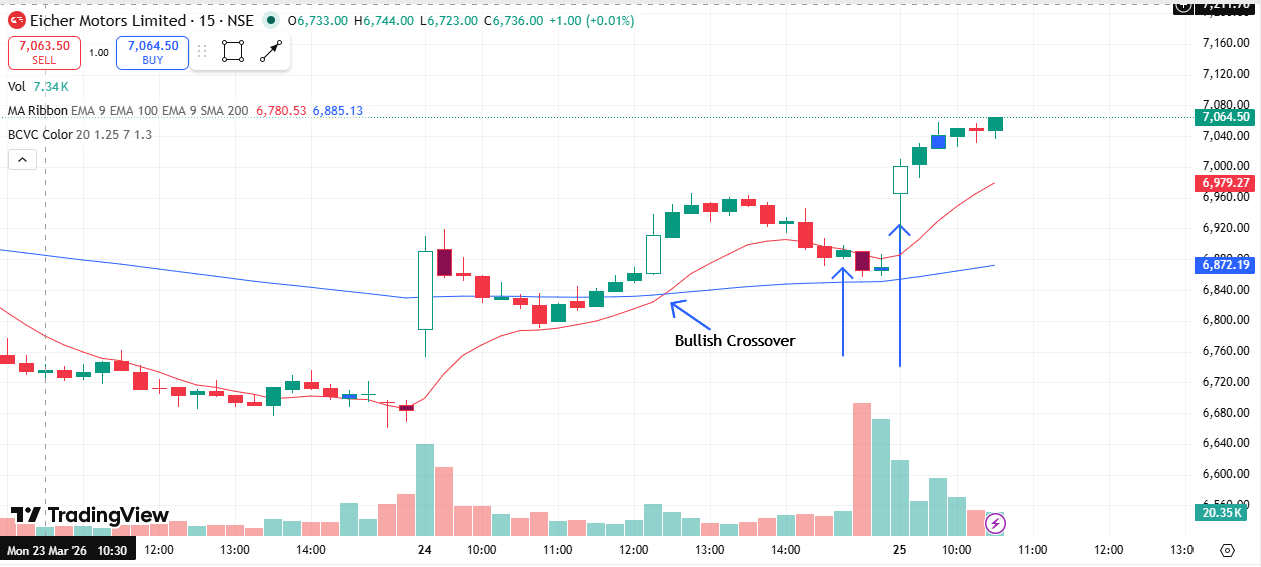 Eicher Motors Limited · 15 · NSE O6,733.00 H6,744.00 L6,723.00 C6,736.00 +1.00 (+0.01%)
7,063.50 SELL 1.00 7,064.50 BUY
Vol 7.34 K
MA Ribbon EMA 9 EMA 100 EMA 9 SMA 200 6,780.53 6,885.13
BCVC Color 20 1.25 7 1.3
7,160.00
7,120.00
7,080.00
7,064.50
7,040.00
7,000.00
6,979.27
6,960.00
6,920.00
6,872.19
6,840.00
6,800.00
6,760.00
6,720.00
6,680.00
6,640.00
6,600.00
20.35 K
Bullish Crossover
TradingView
Mon 23 Mar '26 10:30 12:00 13:00 14:00 24 10:00 11:00 12:00 13:00 14:00 25 10:00 11:00 12:00